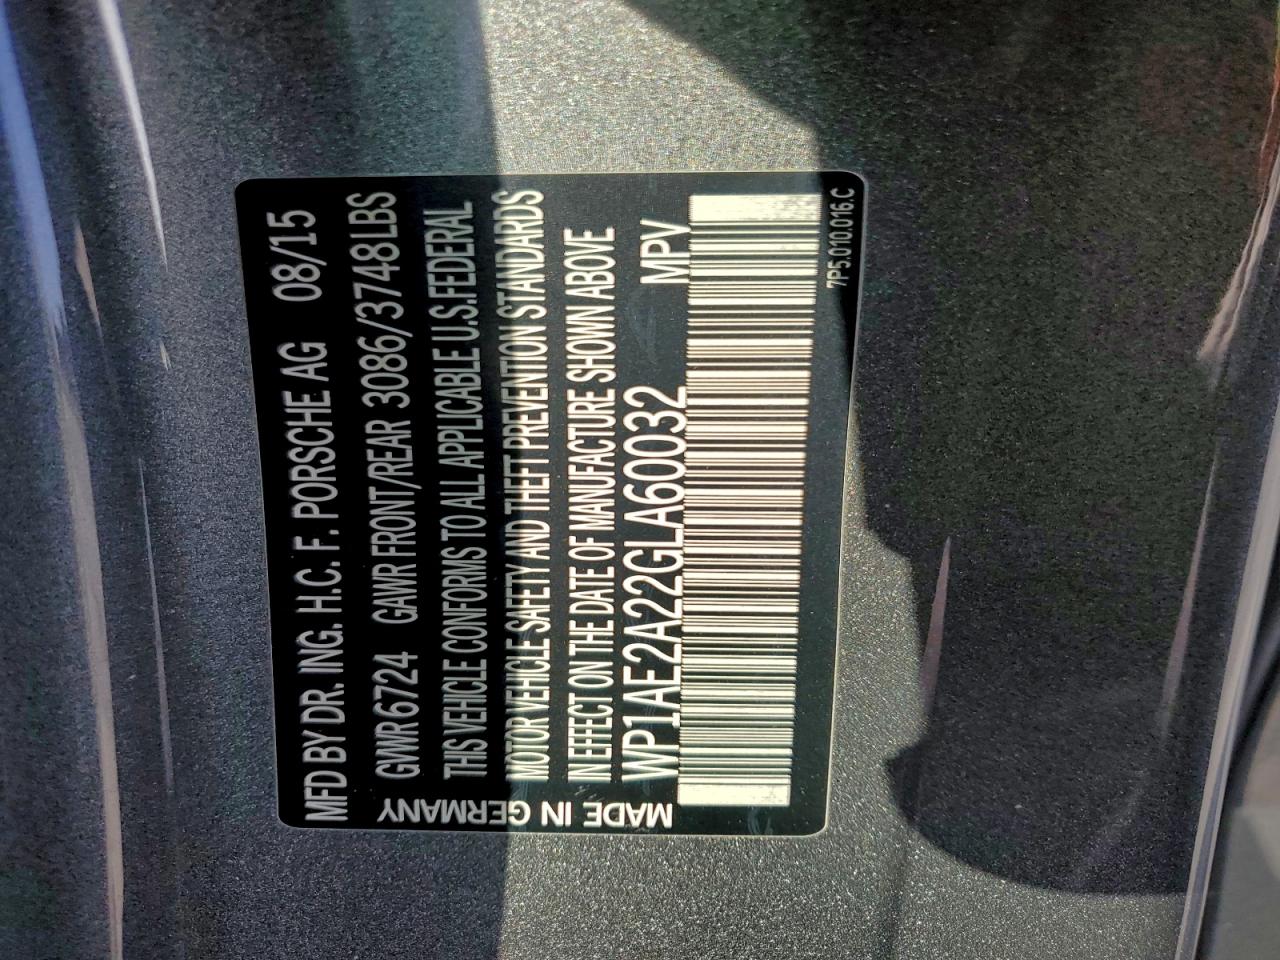 MFD BY DR. ING. H.C. F. PORSCHE AG 08/15
GWR 6724 GAWR FRONT/REAR 3086/3748LBS
THIS VEHICLE CONFORMS TO ALL APPLICABLE U.S.FEDERAL
MOTOR VEHICLE SAFETY AND THEFT PREVENTION STANDARDS
IN EFFECT ON THE DATE OF MANUFACTURE SHOWN ABOVE
WP1AE2A22GLA60032 MPV
MADE IN GERMANY
7P5.010.016.C